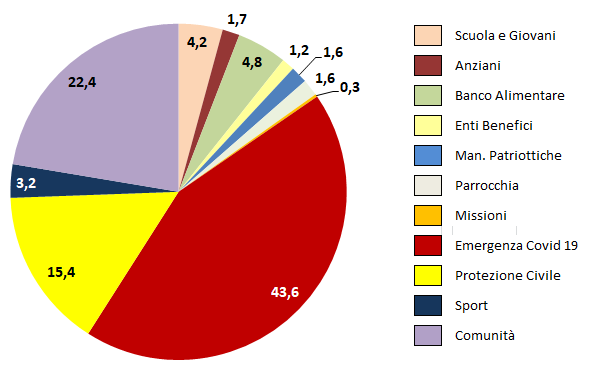 4,2
1,7
4,8
1,2
1,6
1,6
0,3
43,6
15,4
3,2
22,4
Scuola e Giovani
Anziani
Banco Alimentare
Enti Benefici
Man. Patriottiche
Parrocchia
Missioni
Emergenza Covid 19
Protezione Civile
Sport
Comunità